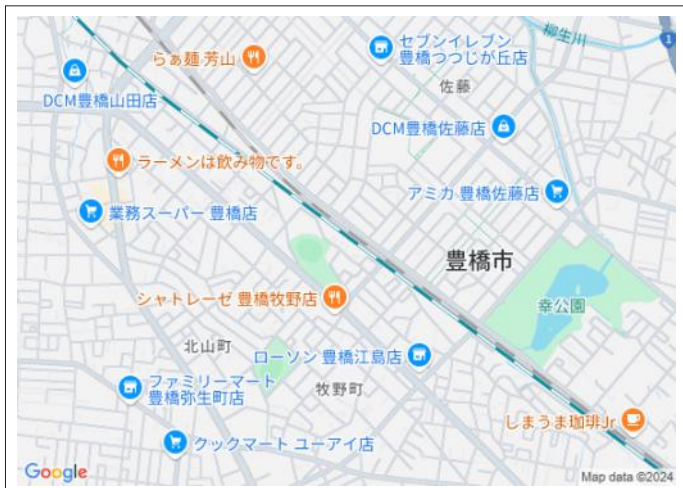 柳生川
1
らぁ麺 芳山
セブンイレブン
豊橋つつじが丘店
佐藤
DCM豊橋山田店
DCM豊橋佐藤店
ラーメンは飲み物です。
アミカ 豊橋佐藤店
業務スーパー 豊橋店
豊橋市
シャトレーゼ 豊橋牧野店
幸公園
北山町
ローソン 豊橋江島店
ファミリーマート
豊橋弥生町店
牧野町
しまうま珈琲Jr
クックマート ユーアイ店
Google
Map data ©2024